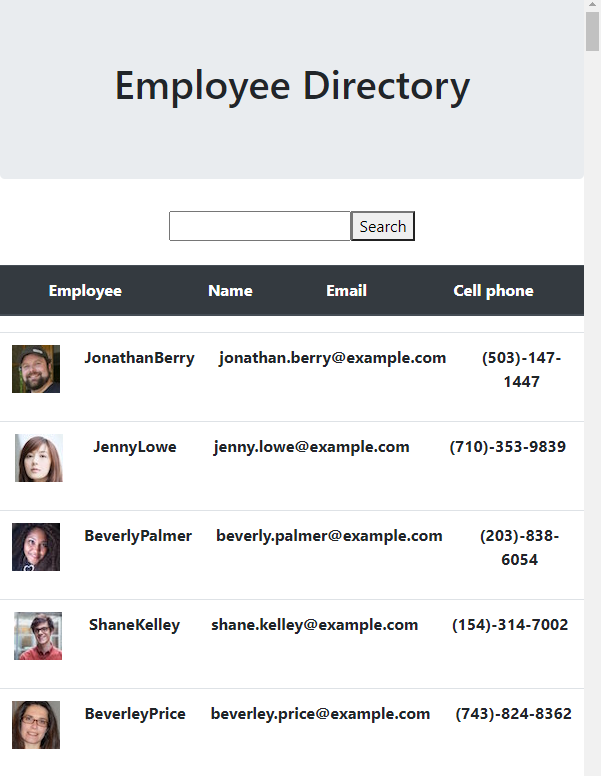 Employee Directory
Search
Employee Name Email Cell phone
JonathanBerry jonathan.berry@example.com (503)-147-
1447
JennyLowe jenny.lowe@example.com (710)-353-9839
BeverlyPalmer beverly.palmer@example.com (203)-838-
6054
ShaneKelley shane.kelley@example.com (154)-314-7002
BeverleyPrice beverley.price@example.com (743)-824-8362